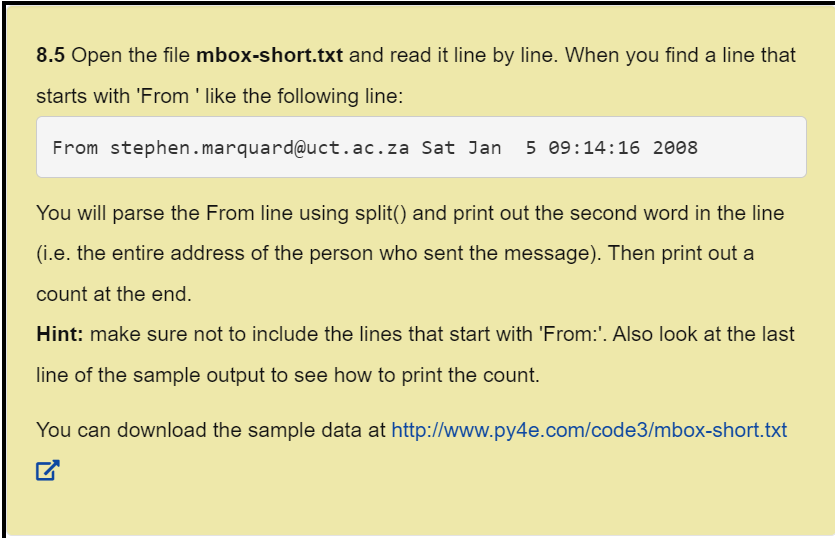 8.5 Open the file mbox-short.txt and read it line by line. When you find a line that
starts with 'From ' like the following line:
From stephen.marquard@uct.ac.za Sat Jan  5 09:14:16 2008
You will parse the From line using split() and print out the second word in the line
(i.e. the entire address of the person who sent the message). Then print out a
count at the end.
Hint: make sure not to include the lines that start with 'From:'. Also look at the last
line of the sample output to see how to print the count.
You can download the sample data at http://www.py4e.com/code3/mbox-short.txt